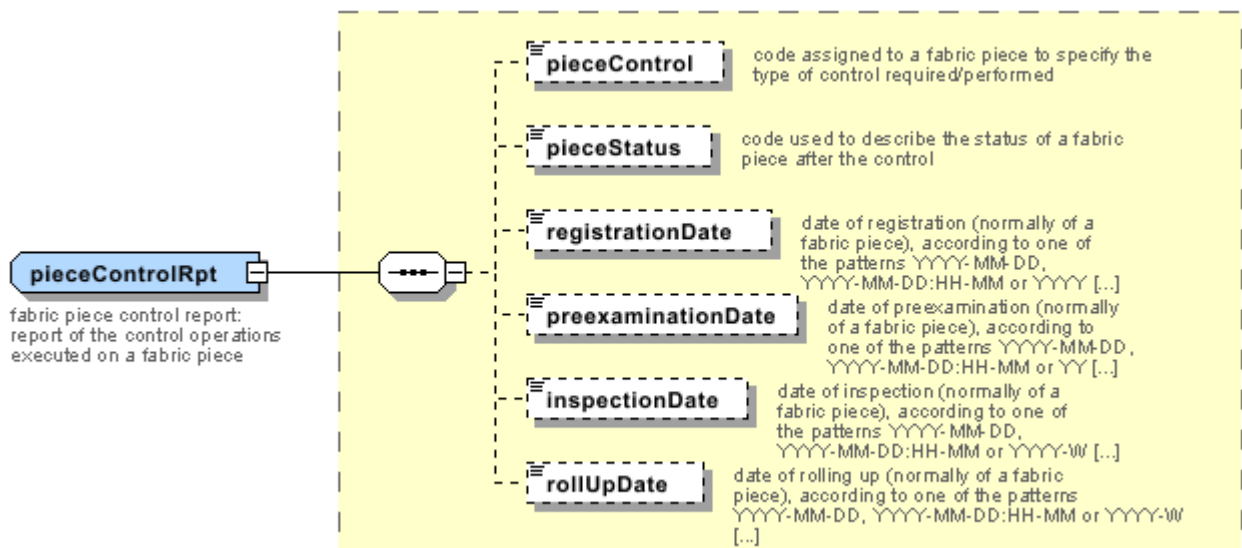 pieceControl
code assigned to a fabric piece to specify the
type of control required/performed
pieceStatus
code used to describe the status of a fabric
piece after the control
registrationDate
date of registration (normally of a
fabric piece), according to one of
the patterns YYYY-MM-DD,
YYYY-MM-DD:HH-MM or YYYY [...]
pieceControlRpt
fabric piece control report:
report of the control operations
executed on a fabric piece
preexaminationDate
date of preexamination (normally
of a fabric piece), according to
one of the patterns YYYY-MM-DD,
YYYY-MM-DD:HH-MM or YY [...]
inspectionDate
date of inspection (normally of a
fabric piece), according to one of
the patterns YYYY-MM-DD,
YYYY-MM-DD:HH-MM or YYYY-W [...]
rollUpDate
date of rolling up (normally of a fabric
piece), according to one of the patterns
YYYY-MM-DD, YYYY-MM-DD:HH-MM or YYYY-W
[...]